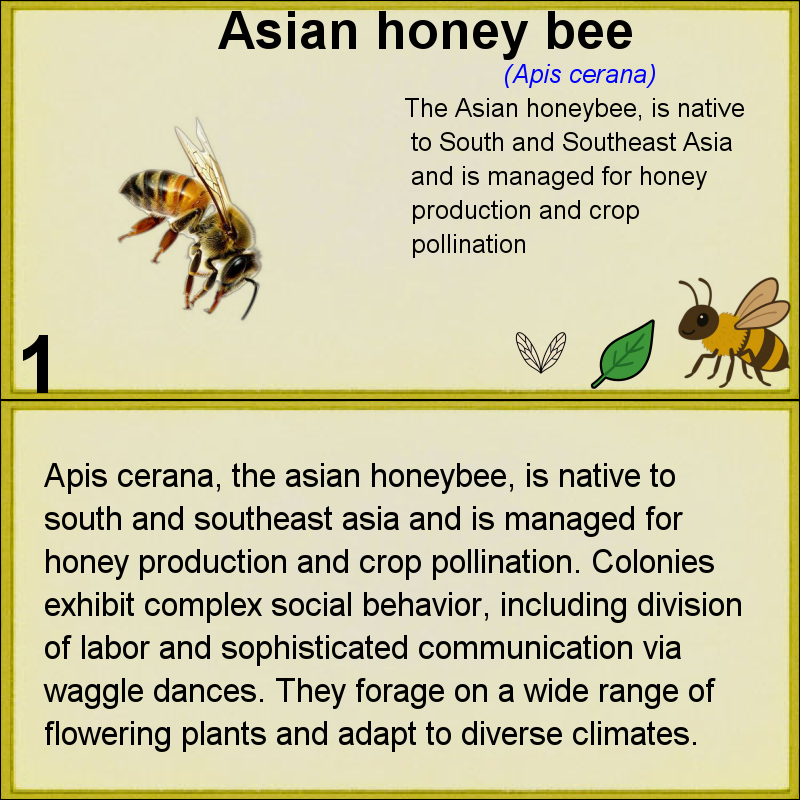 Asian honey bee
(Apis cerana)
The Asian honeybee, is native
to South and Southeast Asia
and is managed for honey
production and crop
pollination
1
Apis cerana, the asian honeybee, is native to
south and southeast asia and is managed for
honey production and crop pollination. Colonies
exhibit complex social behavior, including division
of labor and sophisticated communication via
waggle dances. They forage on a wide range of
flowering plants and adapt to diverse climates.